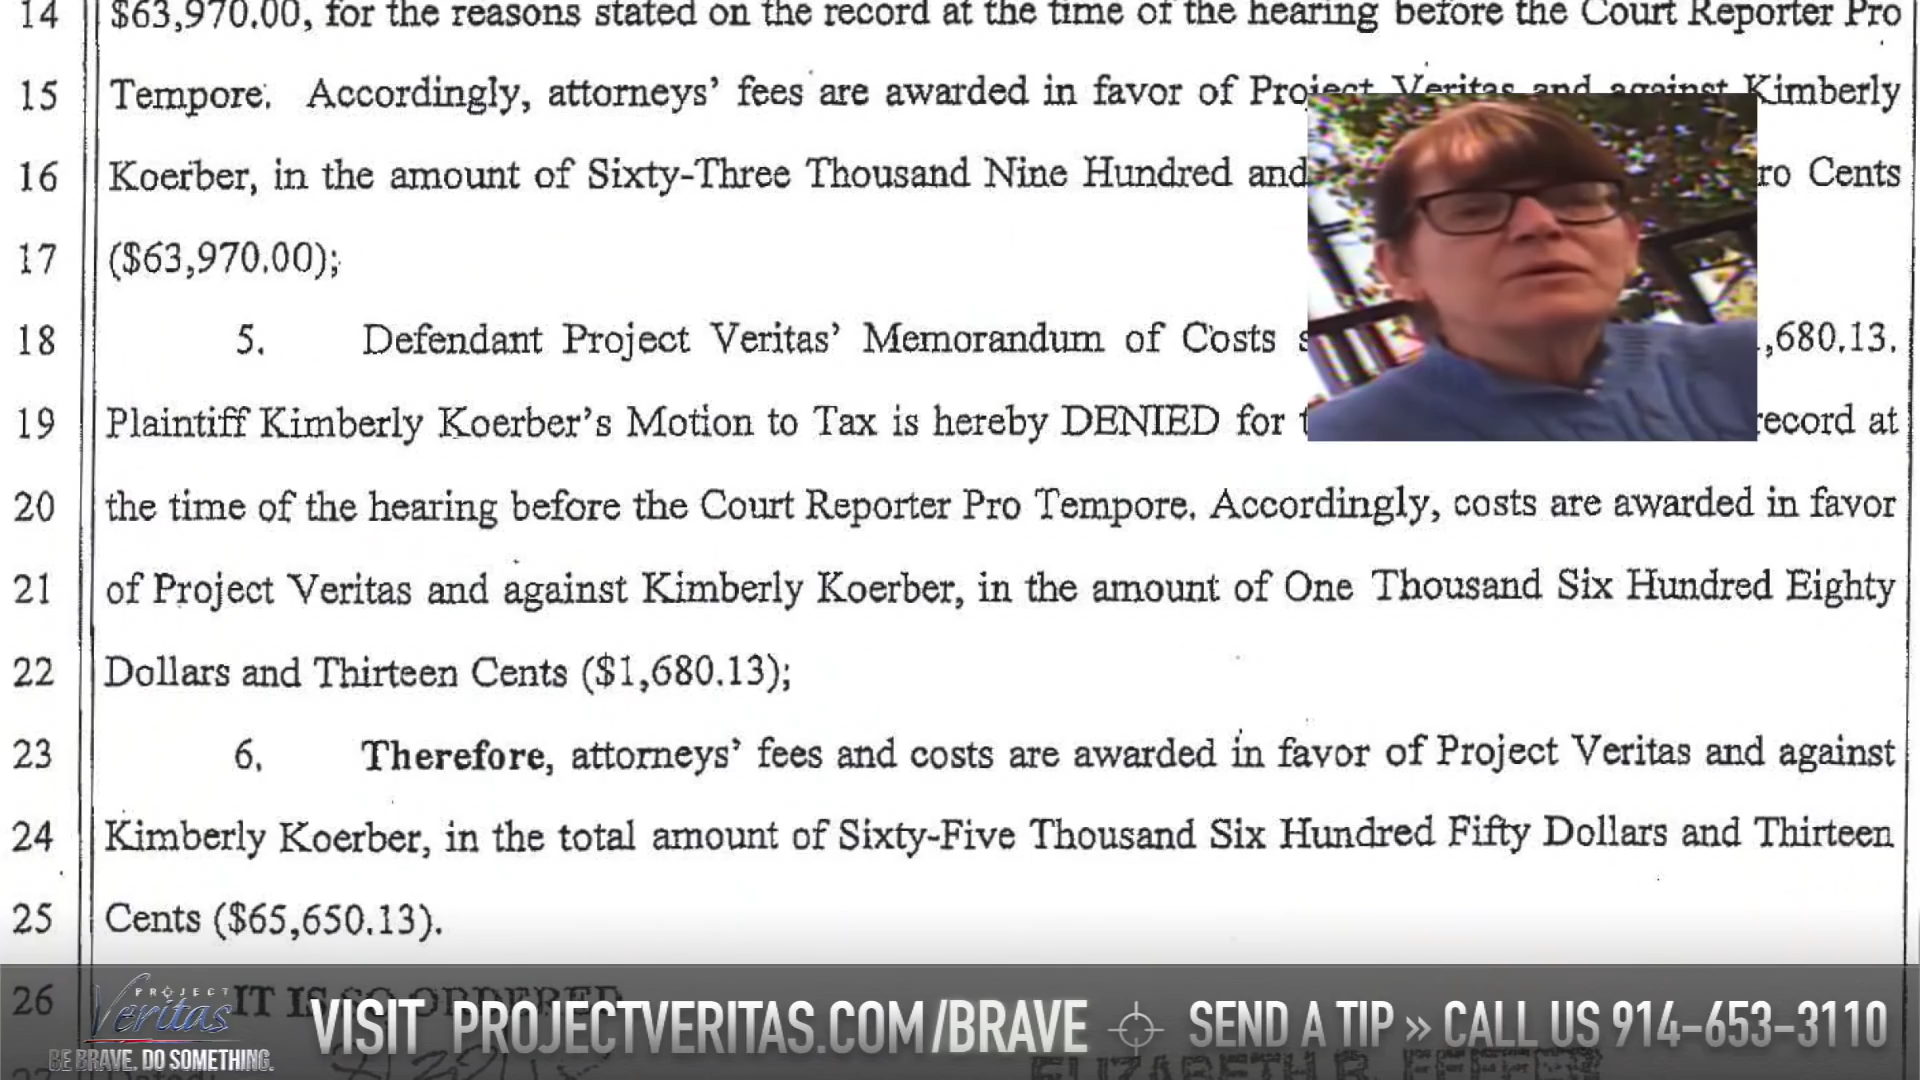 14 $63,970.00, for the reasons stated on the record at the time of the hearing before the Court Reporter Pro
15 Tempore. Accordingly, attorneys' fees are awarded in favor of Project Veritas and against Kimberly
16 Koerber, in the amount of Sixty-Three Thousand Nine Hundred and ro Cents
17 ($63,970.00);
18 5. Defendant Project Veritas' Memorandum of Costs ,680.13.
19 Plaintiff Kimberly Koerber's Motion to Tax is hereby DENIED for record at
20 the time of the hearing before the Court Reporter Pro Tempore. Accordingly, costs are awarded in favor
21 of Project Veritas and against Kimberly Koerber, in the amount of One Thousand Six Hundred Eighty
22 Dollars and Thirteen Cents ($1,680.13);
23 6. Therefore, attorneys' fees and costs are awarded in favor of Project Veritas and against
24 Kimberly Koerber, in the total amount of Sixty-Five Thousand Six Hundred Fifty Dollars and Thirteen
25 Cents ($65,650.13).
26 IT IS SO ORDERED
PROJECT
Veritas
BE BRAVE. DO SOMETHING.
VISIT PROJECTVERITAS.COM/BRAVE SEND A TIP » CALL US 914-653-3110